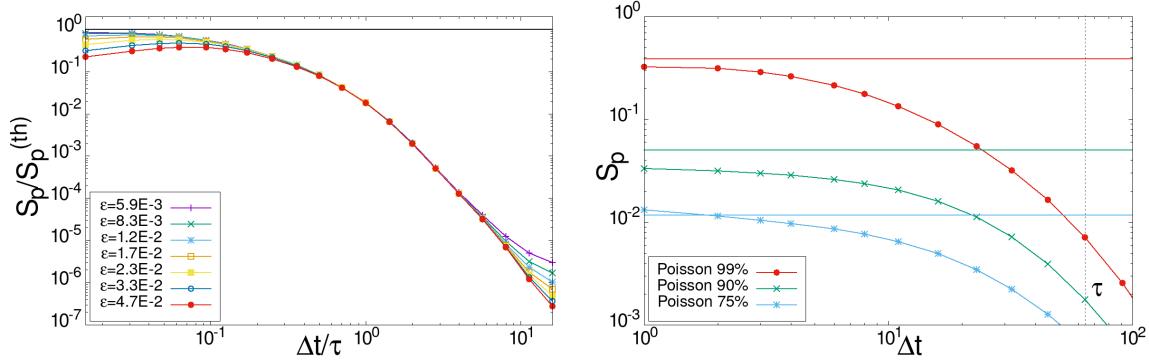 10^0
10^-1
10^-2
10^-3
10^-4
10^-5
10^-6
10^-7
S_p/S_p^(th)
ε=5.9E-3
ε=8.3E-3
ε=1.2E-2
ε=1.7E-2
ε=2.3E-2
ε=3.3E-2
ε=4.7E-2
10^-1 10^0 10^1
Δt/τ
10^0
10^-1
10^-2
10^-3
S_p
Poisson 99%
Poisson 90%
Poisson 75%
τ
10^0 10^1 10^2
Δt